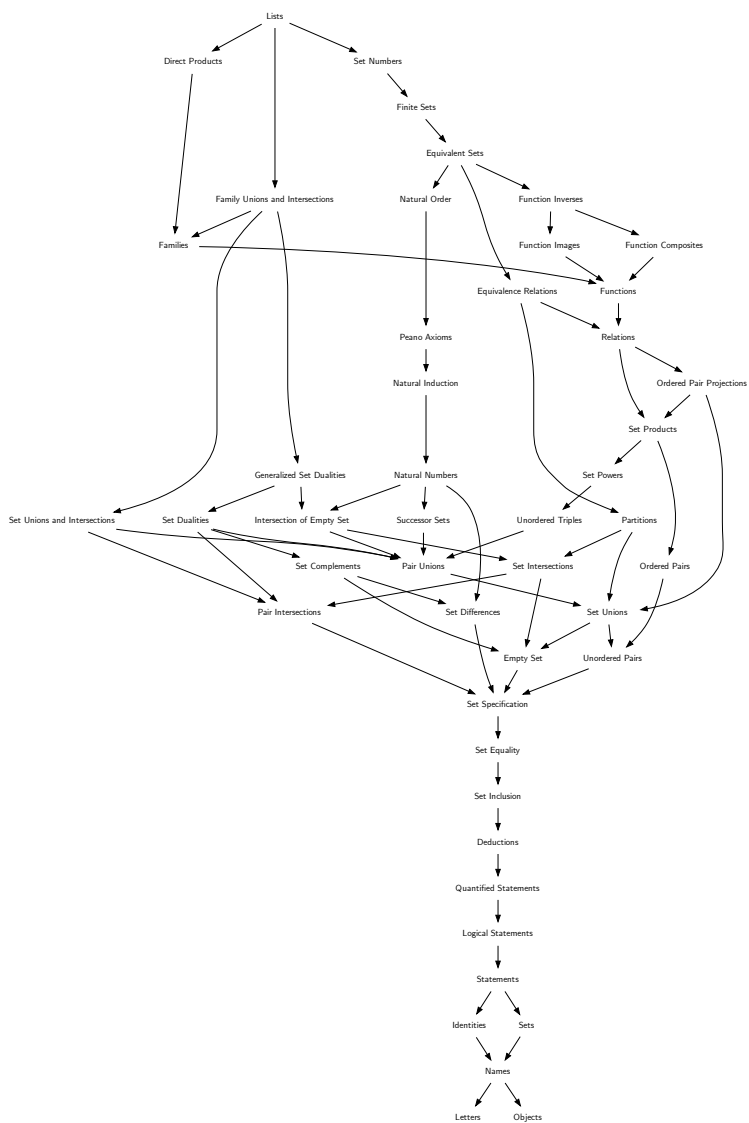 Lists
Direct Products
Set Numbers
Finite Sets
Equivalent Sets
Family Unions and Intersections
Natural Order
Function Inverses
Families
Function Images
Function Composites
Equivalence Relations
Functions
Peano Axioms
Relations
Natural Induction
Ordered Pair Projections
Set Products
Generalized Set Dualities
Natural Numbers
Set Powers
Set Unions and Intersections
Set Dualities
Intersection of Empty Set
Successor Sets
Unordered Triples
Partitions
Set Complements
Pair Unions
Set Intersections
Ordered Pairs
Pair Intersections
Set Differences
Set Unions
Empty Set
Unordered Pairs
Set Specification
Set Equality
Set Inclusion
Deductions
Quantified Statements
Logical Statements
Statements
Identities
Sets
Names
Letters
Objects